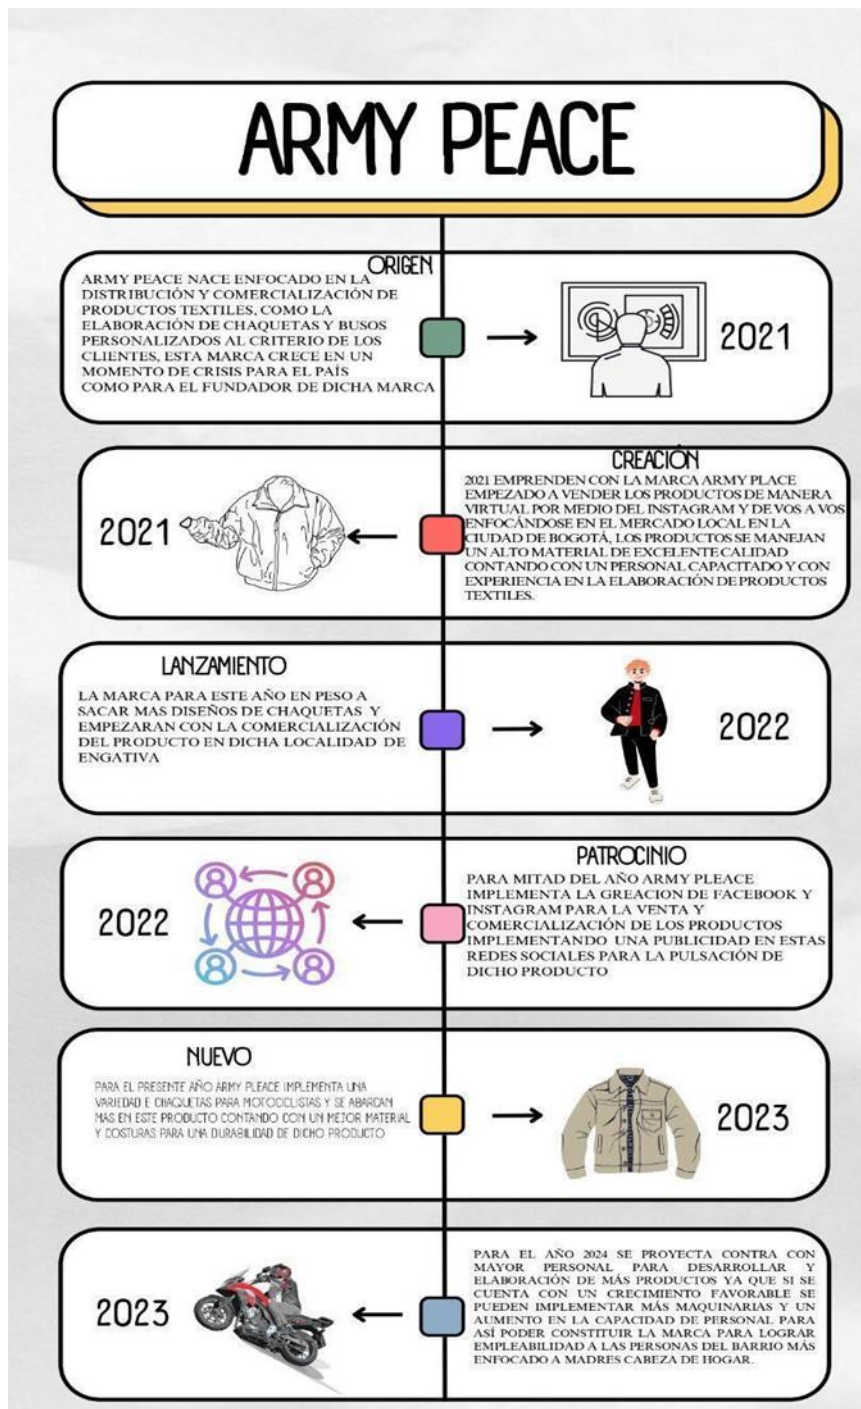 ARMY PEACE
ORIGEN
ARMY PEACE NACE ENFOCADO EN LA
DISTRIBUCIÓN Y COMERCIALIZACIÓN DE
PRODUCTOS TEXTILES, COMO LA
ELABORACIÓN DE CHAQUETAS Y BUSOS
PERSONALIZADOS AL CRITERIO DE LOS
CLIENTES, ESTA MARCA CRECE EN UN
MOMENTO DE CRISIS PARA EL PAÍS
COMO PARA EL FUNDADOR DE DICHA MARCA
2021
CREACIÓN
2021 EMPRENDEN CON LA MARCA ARMY PLACE
EMPEZADO A VENDER LOS PRODUCTOS DE MANERA
VIRTUAL POR MEDIO DEL INSTAGRAM Y DE VOS A VOS
ENFOCÁNDOSE EN EL MERCADO LOCAL EN LA
CIUDAD DE BOGOTÁ, LOS PRODUCTOS SE MANEJAN
UN ALTO MATERIAL DE EXCELENTE CALIDAD
CONTANDO CON UN PERSONAL CAPACITADO Y CON
EXPERIENCIA EN LA ELABORACIÓN DE PRODUCTOS
TEXTILES.
2021
LANZAMIENTO
LA MARCA PARA ESTE AÑO EN PESO A
SACAR MAS DISEÑOS DE CHAQUETAS Y
EMPEZARAN CON LA COMERCIALIZACIÓN
DEL PRODUCTO EN DICHA LOCALIDAD DE
ENGATIVA
2022
PATROCINIO
PARA MITAD DEL AÑO ARMY PLEACE
IMPLEMENTA LA GREACION DE FACEBOOK Y
INSTAGRAM PARA LA VENTA Y
COMERCIALIZACIÓN DE LOS PRODUCTOS
IMPLEMENTANDO UNA PUBLICIDAD EN ESTAS
REDES SOCIALES PARA LA PULSACIÓN DE
DICHO PRODUCTO
2022
NUEVO
PARA EL PRESENTE AÑO ARMY PLEACE IMPLEMENTA UNA
VARIEDAD E CHAQUETAS PARA MOTOCICLISTAS Y SE ABARCAN
MAS EN ESTE PRODUCTO CONTANDO CON UN MEJOR MATERIAL
Y COSTURAS PARA UNA DURABILIDAD DE DICHO PRODUCTO
2023
PARA EL AÑO 2024 SE PROYECTA CONTRA CON
MAYOR PERSONAL PARA DESARROLLAR Y
ELABORACIÓN DE MÁS PRODUCTOS YA QUE SI SE
CUENTA CON UN CRECIMIENTO FAVORABLE SE
PUEDEN IMPLEMENTAR MÁS MAQUINARIAS Y UN
AUMENTO EN LA CAPACIDAD DE PERSONAL PARA
ASÍ PODER CONSTITUIR LA MARCA PARA LOGRAR
EMPLEABILIDAD A LAS PERSONAS DEL BARRIO MÁS
ENFOCADO A MADRES CABEZA DE HOGAR.
2023